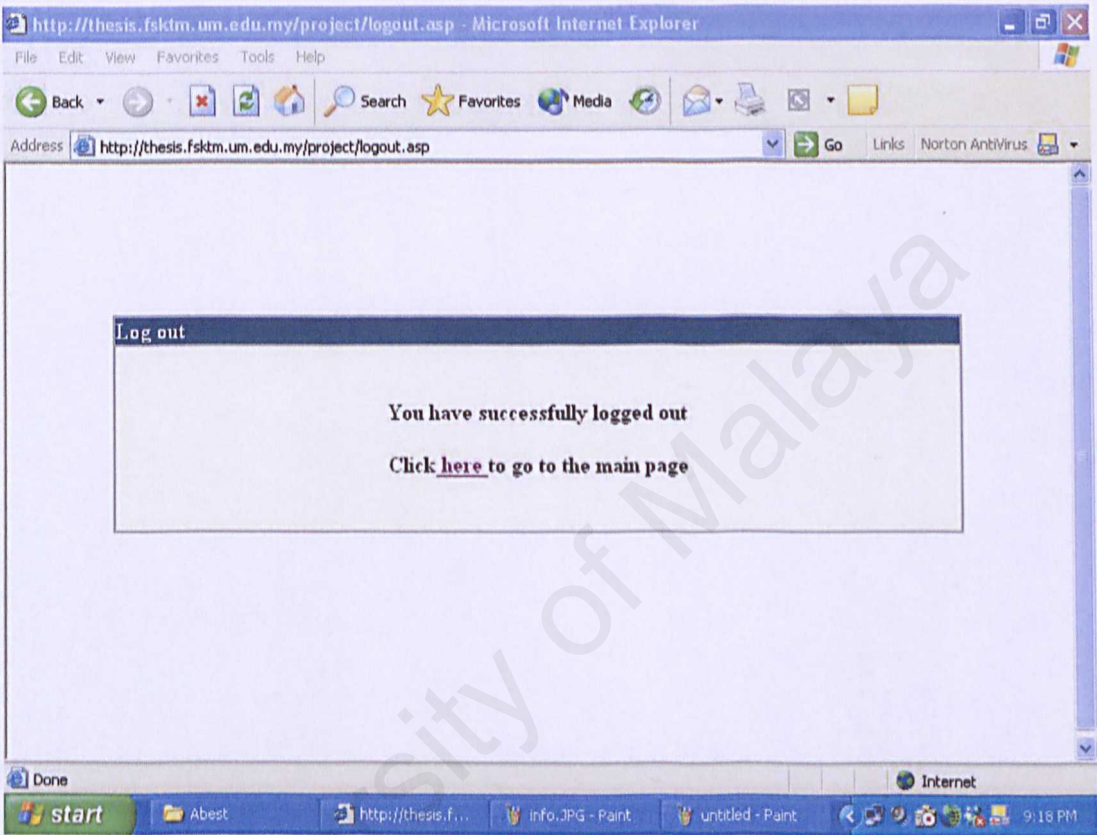 http://thesis.fsktm.um.edu.my/project/logout.asp - Microsoft Internet Explorer
File Edit View Favorites Tools Help
Back Search Favorites Media
Address http://thesis.fsktm.um.edu.my/project/logout.asp Go Links Norton AntiVirus
Log out
You have successfully logged out
Click here to go to the main page
University of Malaya
Done Internet
start Abest http://thesis.f... info.JPG - Paint untitled - Paint 9:18 PM